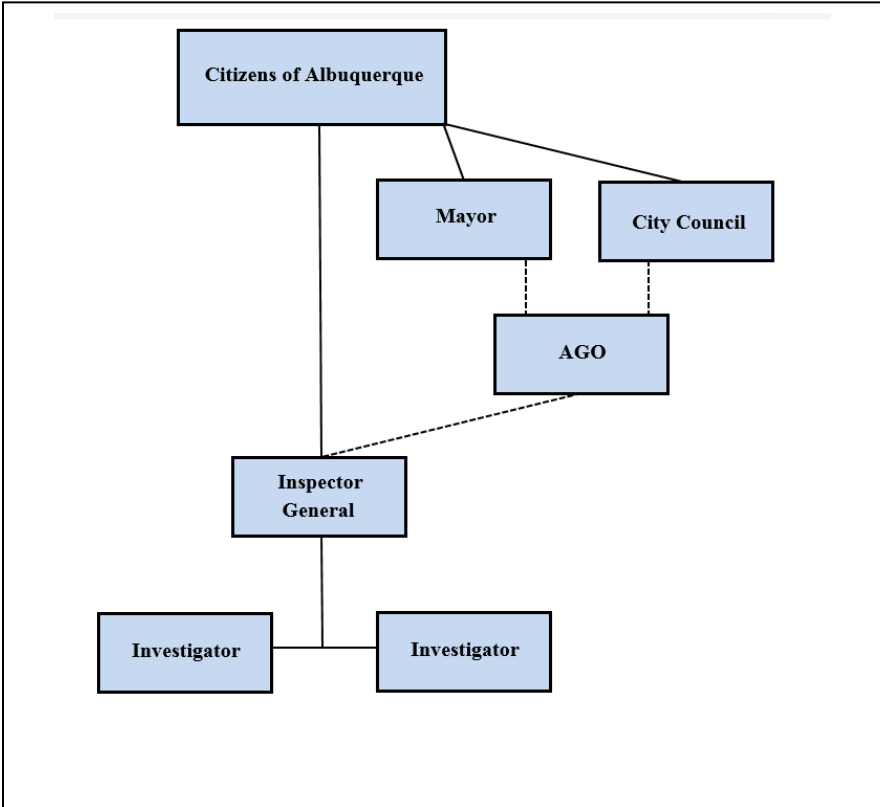 Citizens of Albuquerque
Mayor
City Council
AGO
Inspector
General
Investigator
Investigator